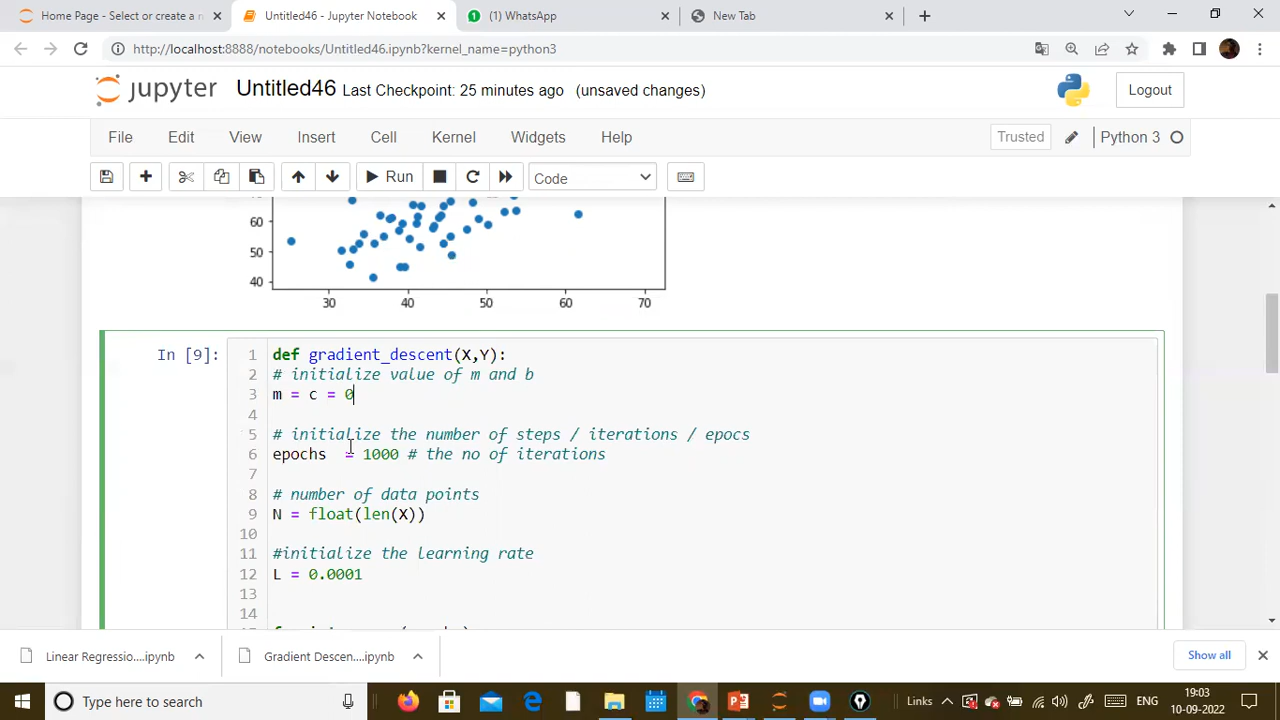 Home Page - Select or create a n
Untitled46 - Jupyter Notebook
(1) WhatsApp
New Tab
http://localhost:8888/notebooks/Untitled46.ipynb?kernel_name=python3
jupyter Untitled46 Last Checkpoint: 25 minutes ago (unsaved changes)
Logout
File Edit View Insert Cell Kernel Widgets Help
Trusted
Python 3
Run
Code
60
50
40
30 40 50 60 70
In [9]:
1 def gradient_descent(X,Y):
2 # initialize value of m and b
3 m = c = 0
4
5 # initialize the number of steps / iterations / epocs
6 epochs = 1000 # the no of iterations
7
8 # number of data points
9 N = float(len(X))
10
11 #initialize the learning rate
12 L = 0.0001
13
14
Linear Regressio....ipynb
Gradient Descen....ipynb
Show all
Type here to search
Links
ENG
19:03
10-09-2022